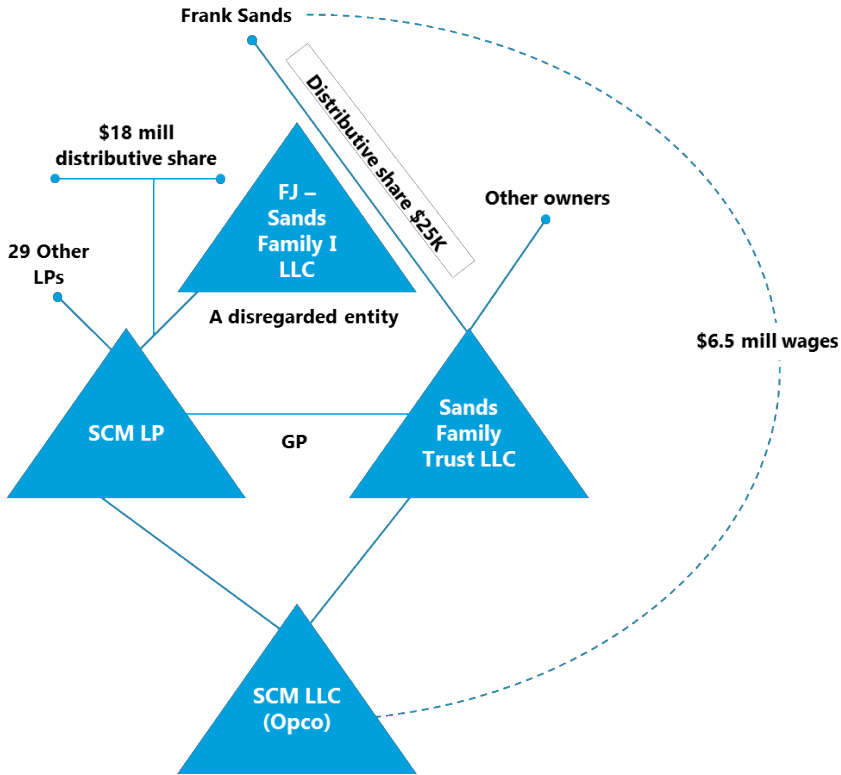 Frank Sands
Distributive share $25K
$18 mill
distributive share
FJ –
Sands
Family I
LLC
Other owners
29 Other
LPs
A disregarded entity
$6.5 mill wages
SCM LP
GP
Sands
Family
Trust LLC
SCM LLC
(Opco)